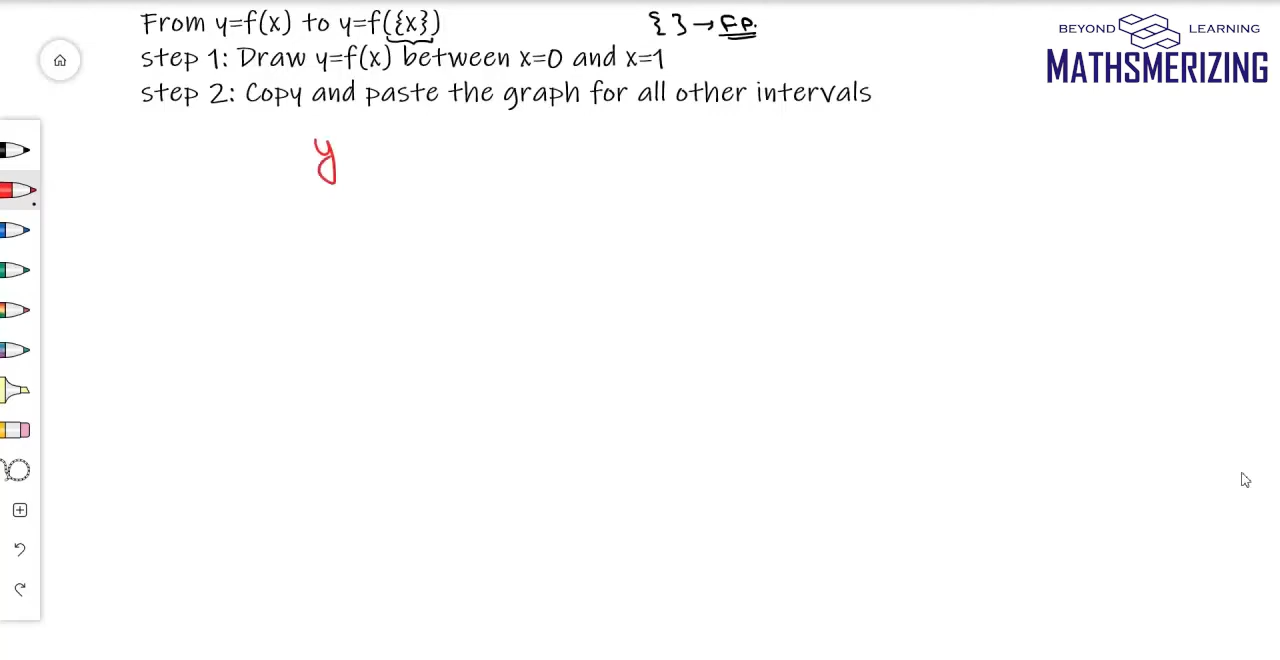 From y=f(x) to y=f({x})
{ } → F.P.
step 1: Draw y=f(x) between x=0 and x=1
step 2: Copy and paste the graph for all other intervals
y
BEYOND LEARNING
MATHSMERIZING